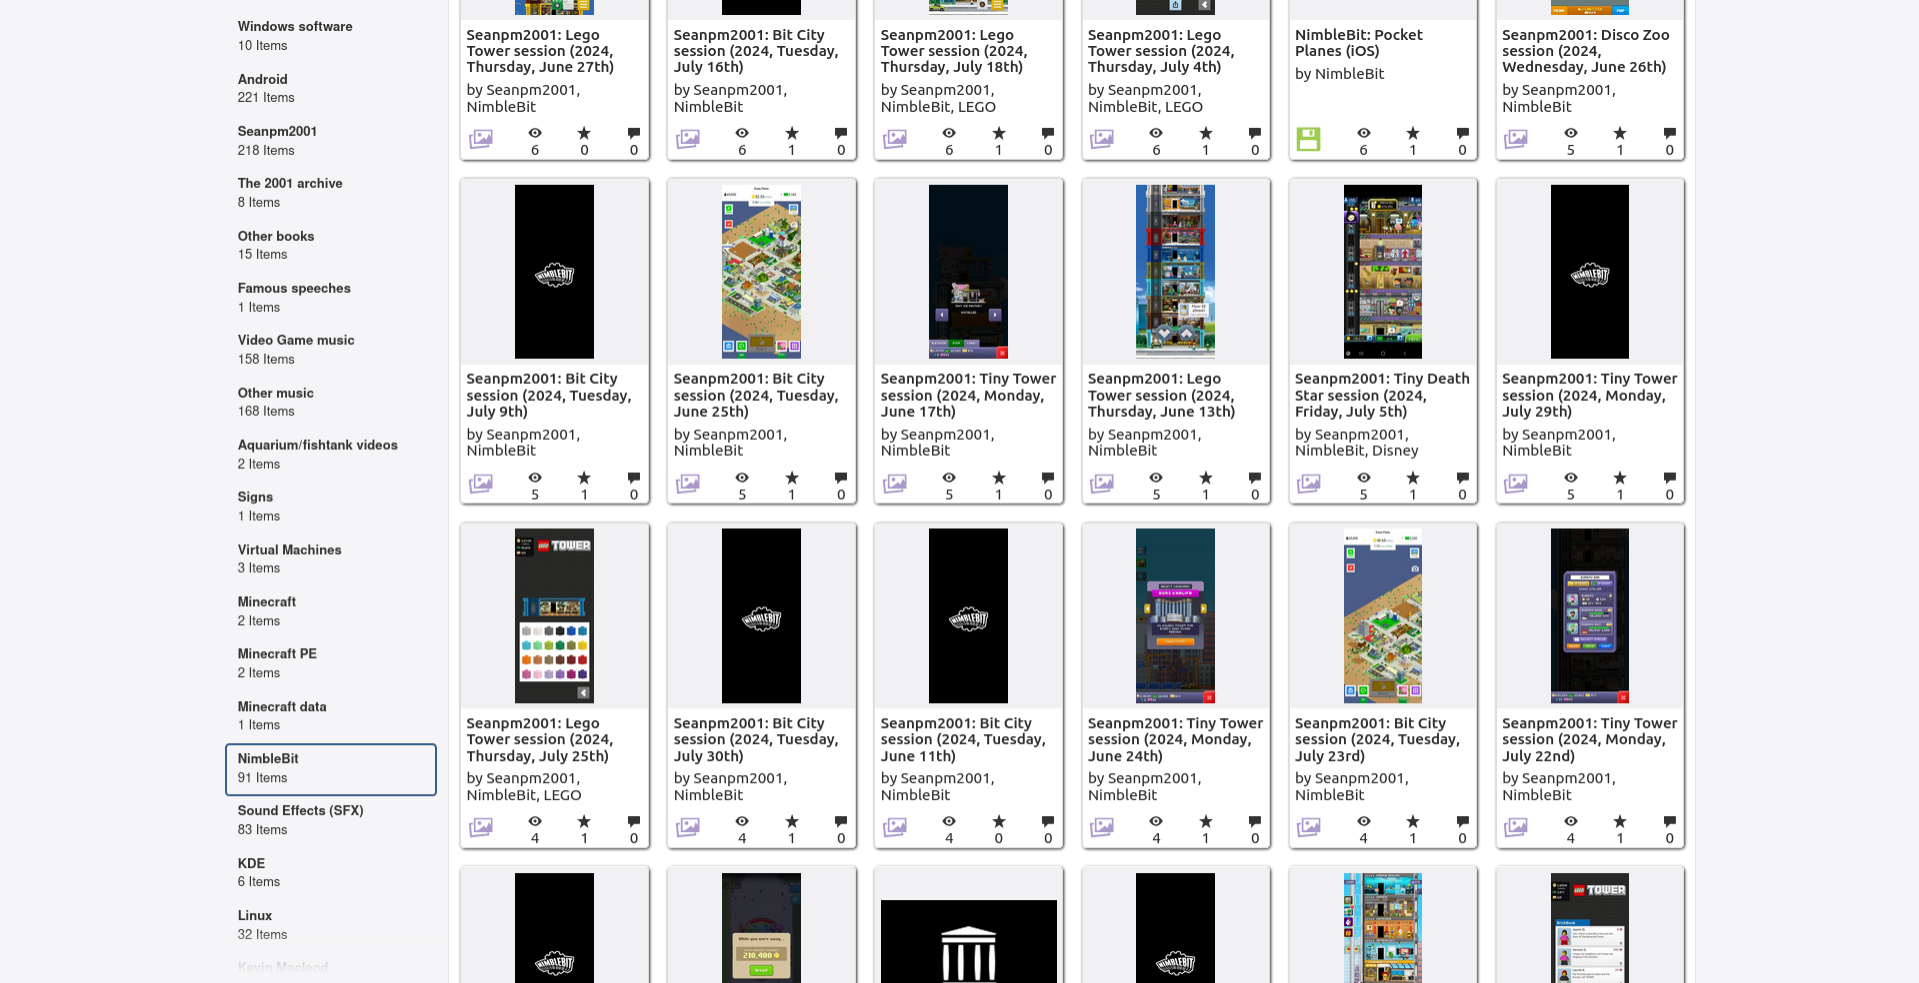 Windows software
10 Items
Android
221 Items
Seanpm2001
218 Items
The 2001 archive
8 Items
Other books
15 Items
Famous speeches
1 Items
Video Game music
158 Items
Other music
168 Items
Aquarium/fishtank videos
2 Items
Signs
1 Items
Virtual Machines
3 Items
Minecraft
2 Items
Minecraft PE
2 Items
Minecraft data
1 Items
NimbleBit
91 Items
Sound Effects (SFX)
83 Items
KDE
6 Items
Linux
32 Items
Kevin Macleod
Seanpm2001: Lego
Tower session (2024,
Thursday, June 27th)
by Seanpm2001,
NimbleBit
6 0 0
Seanpm2001: Bit City
session (2024, Tuesday,
July 16th)
by Seanpm2001,
NimbleBit
6 1 0
Seanpm2001: Lego
Tower session (2024,
Thursday, July 18th)
by Seanpm2001,
NimbleBit, LEGO
6 1 0
Seanpm2001: Lego
Tower session (2024,
Thursday, July 4th)
by Seanpm2001,
NimbleBit, LEGO
6 1 0
NimbleBit: Pocket
Planes (iOS)
by NimbleBit
6 1 0
Seanpm2001: Disco Zoo
session (2024,
Wednesday, June 26th)
by Seanpm2001,
NimbleBit
5 1 0
NIMBLEBIT
Seanpm2001: Bit City
session (2024, Tuesday,
July 9th)
by Seanpm2001,
NimbleBit
5 1 0
Seanpm2001: Bit City
session (2024, Tuesday,
June 25th)
by Seanpm2001,
NimbleBit
5 1 0
Seanpm2001: Tiny Tower
session (2024, Monday,
June 17th)
by Seanpm2001,
NimbleBit
5 1 0
Seanpm2001: Lego
Tower session (2024,
Thursday, June 13th)
by Seanpm2001,
NimbleBit
5 1 0
Seanpm2001: Tiny Death
Star session (2024,
Friday, July 5th)
by Seanpm2001,
NimbleBit, Disney
5 1 0
NIMBLEBIT
Seanpm2001: Tiny Tower
session (2024, Monday,
July 29th)
by Seanpm2001,
NimbleBit
5 1 0
LEGO TOWER
Seanpm2001: Lego
Tower session (2024,
Thursday, July 25th)
by Seanpm2001,
NimbleBit, LEGO
4 1 0
NIMBLEBIT
Seanpm2001: Bit City
session (2024, Tuesday,
July 30th)
by Seanpm2001,
NimbleBit
4 1 0
NIMBLEBIT
Seanpm2001: Bit City
session (2024, Tuesday,
June 11th)
by Seanpm2001,
NimbleBit
4 0 0
Seanpm2001: Tiny Tower
session (2024, Monday,
June 24th)
by Seanpm2001,
NimbleBit
4 1 0
Seanpm2001: Bit City
session (2024, Tuesday,
July 23rd)
by Seanpm2001,
NimbleBit
4 1 0
Seanpm2001: Tiny Tower
session (2024, Monday,
July 22nd)
by Seanpm2001,
NimbleBit
4 1 0
NIMBLEBIT
While you were away...
210,400
NIMBLEBIT
LEGO TOWER